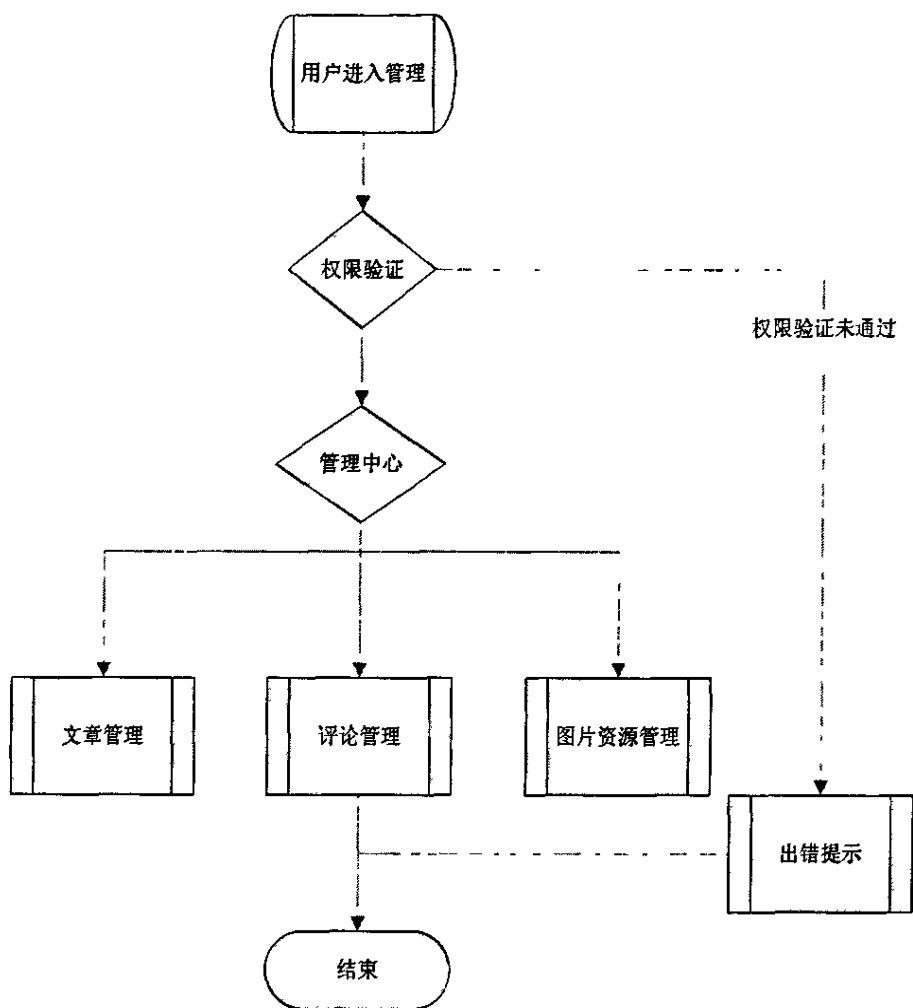 用户进入管理
权限验证
权限验证未通过
管理中心
文章管理
评论管理
图片资源管理
出错提示
结束